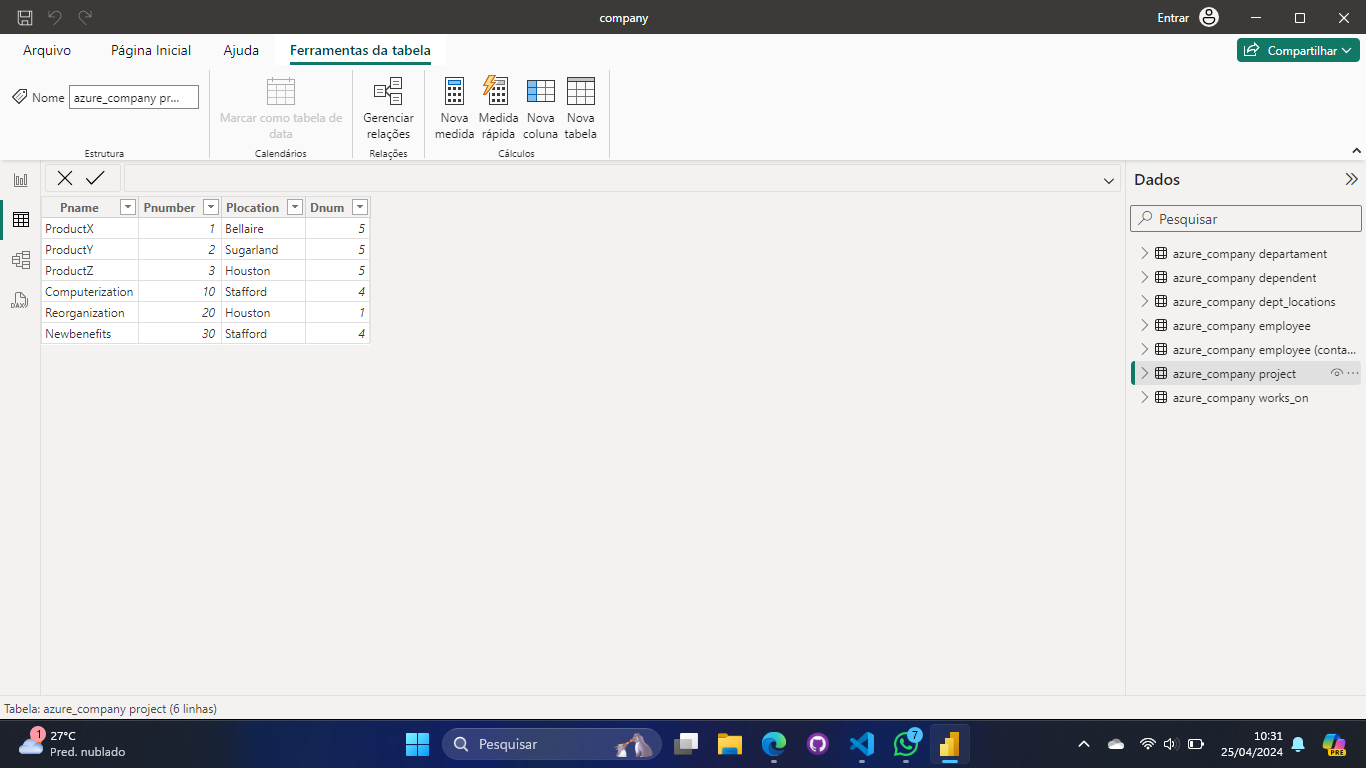 company
Entrar
Arquivo
Página Inicial
Ajuda
Ferramentas da tabela
Compartilhar
Nome
azure_company pr...
Estrutura
Marcar como tabela de
data
Calendários
Gerenciar
relações
Relações
Nova
medida
Medida
rápida
Nova
coluna
Nova
tabela
Cálculos
Pname Pnumber Plocation Dnum
ProductX 1 Bellaire 5
ProductY 2 Sugarland 5
ProductZ 3 Houston 5
Computerization 10 Stafford 4
Reorganization 20 Houston 1
Newbenefits 30 Stafford 4
DAX
Dados
Pesquisar
azure_company departament
azure_company dependent
azure_company dept_locations
azure_company employee
azure_company employee (conta...
azure_company project
azure_company works_on
Tabela: azure_company project (6 linhas)
1
27°C
Pred. nublado
Pesquisar
7
10:31
25/04/2024
PRE